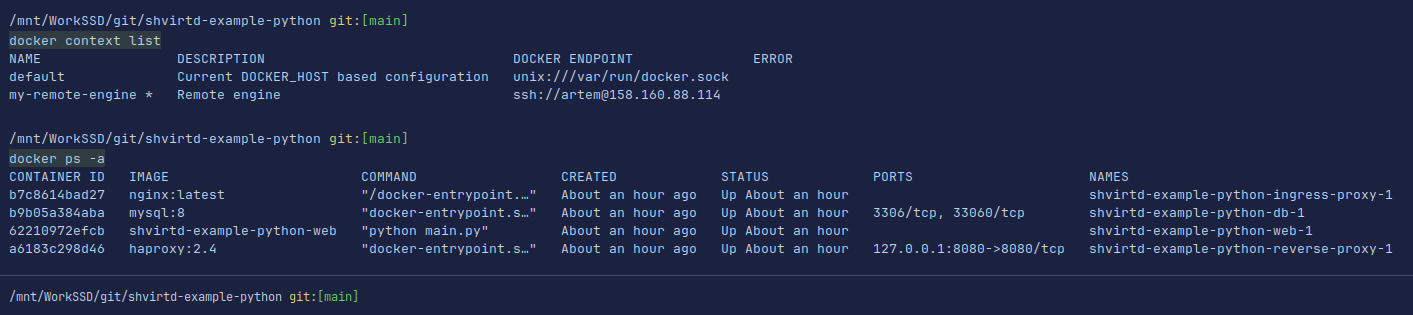 /mnt/WorkSSD/git/shvirtd-example-python git:[main]
docker context list
NAME DESCRIPTION DOCKER ENDPOINT ERROR
default Current DOCKER_HOST based configuration unix:///var/run/docker.sock
my-remote-engine * Remote engine ssh://artem@158.160.88.114
/mnt/WorkSSD/git/shvirtd-example-python git:[main]
docker ps -a
CONTAINER ID IMAGE COMMAND CREATED STATUS PORTS NAMES
b7c8614bad27 nginx:latest "/docker-entrypoint.…" About an hour ago Up About an hour shvirtd-example-python-ingress-proxy-1
b9b05a384aba mysql:8 "docker-entrypoint.s…" About an hour ago Up About an hour 3306/tcp, 33060/tcp shvirtd-example-python-db-1
62210972efcb shvirtd-example-python-web "python main.py" About an hour ago Up About an hour shvirtd-example-python-web-1
a6183c298d46 haproxy:2.4 "docker-entrypoint.s…" About an hour ago Up About an hour 127.0.0.1:8080->8080/tcp shvirtd-example-python-reverse-proxy-1
/mnt/WorkSSD/git/shvirtd-example-python git:[main]